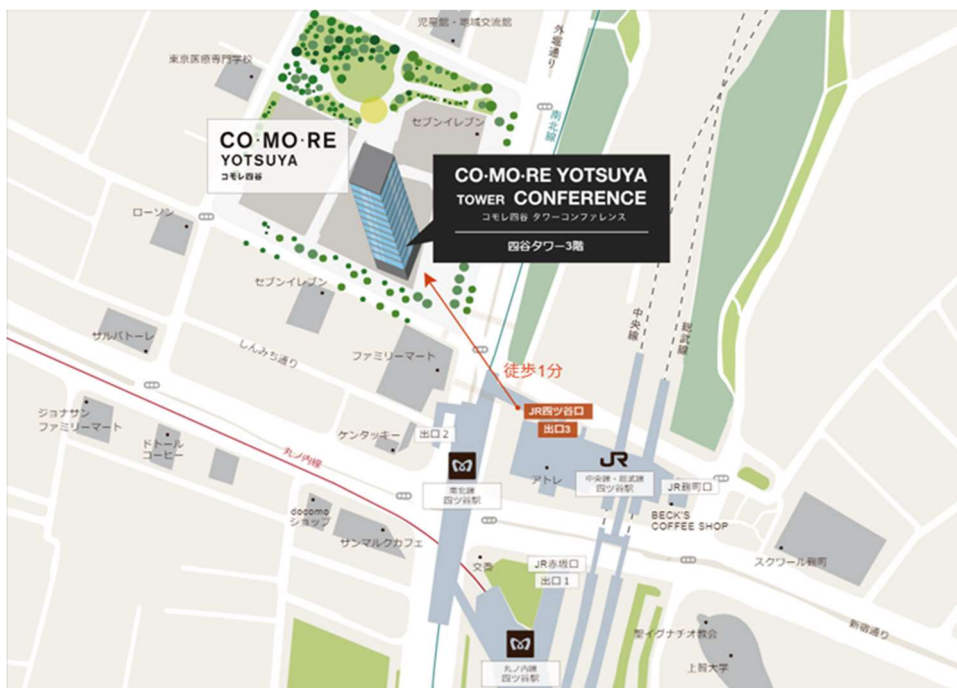 児童館・地域交流館
外堀通り
東京医療専門学校
南北線
セブンイレブン
CO・MO・RE
YOTSUYA
コモレ四谷
CO・MO・RE YOTSUYA
TOWER CONFERENCE
コモレ四谷 タワーコンファレンス
四谷タワー3階
ローソン
セブンイレブン
中央線
総武線
サルバトーレ
しんみち通り
ファミリーマート
徒歩1分
JR四ツ谷口
出口3
ジョナサン
ファミリーマート
ドトール
コーヒー
ケンタッキー
出口2
丸ノ内線
南北線
四ツ谷駅
アトレ
JR
中央線・総武線
四ツ谷駅
JR麹町口
BECK'S
COFFEE SHOP
docomo
ショップ
サンマルクカフェ
交番
JR赤坂口
出口1
スクワール麹町
新宿通り
聖イグナチオ教会
上智大学
丸ノ内線
四ツ谷駅